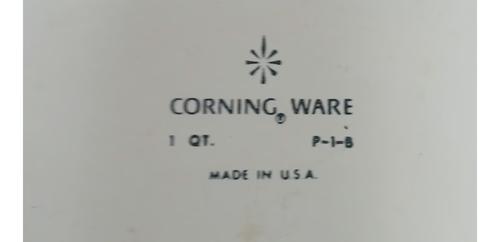 CORNING® WARE
1 QT. P-1-B
MADE IN U.S.A.